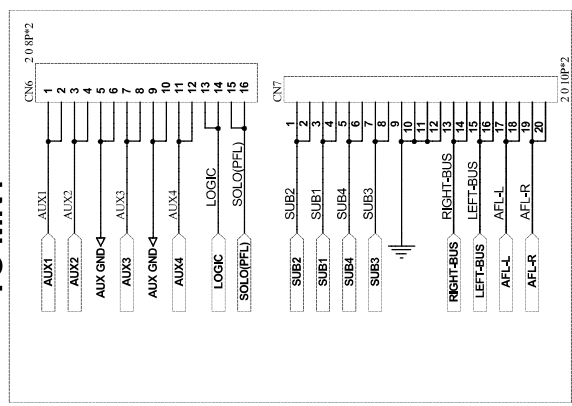 CN6
2 0 8P*2
1
2
3
4
5
6
7
8
9
10
11
12
13
14
15
16
AUX1
AUX2
AUX3
AUX4
LOGIC
SOLO(PFL)
AUX1
AUX2
AUX GND
AUX3
AUX GND
AUX4
LOGIC
SOLO(PFL)
CN7
2 0 10P*2
1
2
3
4
5
6
7
8
9
10
11
12
13
14
15
16
17
18
19
20
SUB2
SUB1
SUB4
SUB3
RIGHT-BUS
LEFT-BUS
AFL-L
AFL-R
SUB2
SUB1
SUB4
SUB3
RIGHT-BUS
LEFT-BUS
AFL-L
AFL-R